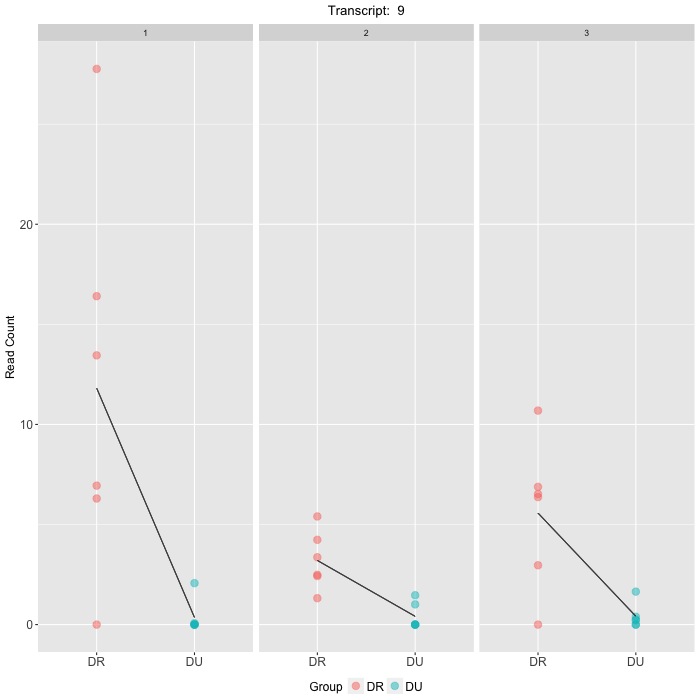 Transcript:  9
1 2 3
Read Count
20
10
0
DR DU DR DU DR DU
Group DR DU